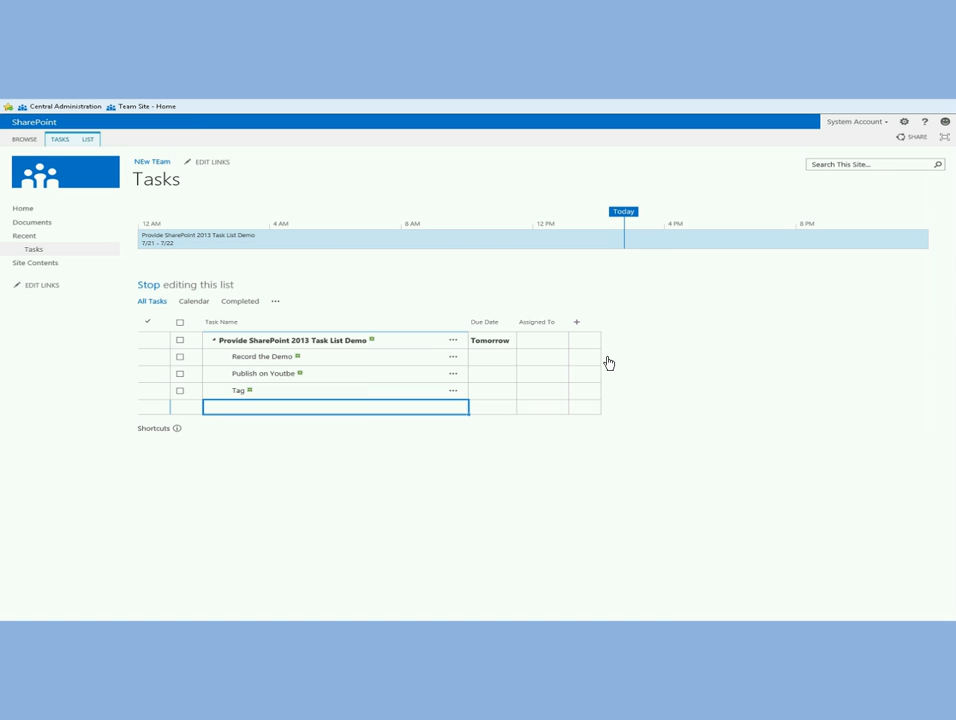 Central Administration Team Site - Home
SharePoint System Account
BROWSE TASKS LIST SHARE
NEw TEam EDIT LINKS
Search This Site...
Tasks
Home
Documents
Recent
Tasks
Site Contents
EDIT LINKS
Today
12 AM 4 AM 8 AM 12 PM 4 PM 8 PM
Provide SharePoint 2013 Task List Demo
7/21 - 7/22
Stop editing this list
All Tasks Calendar Completed ...
Task Name Due Date Assigned To +
Provide SharePoint 2013 Task List Demo ... Tomorrow
Record the Demo ...
Publish on Youtbe ...
Tag ...
Shortcuts